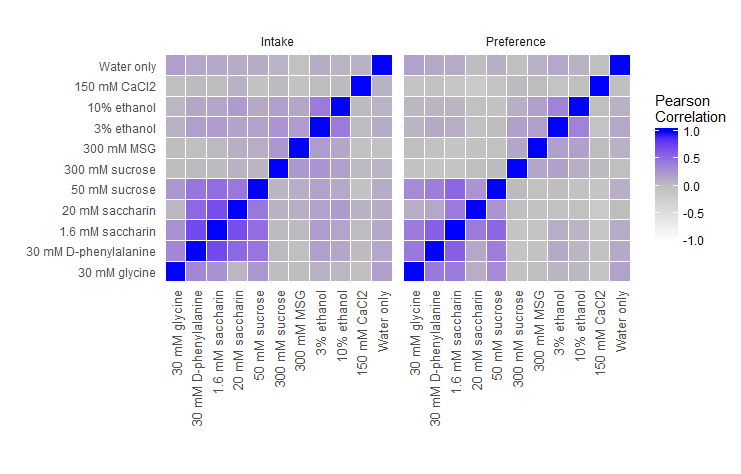 Intake
Preference
Water only
150 mM CaCl2
10% ethanol
3% ethanol
300 mM MSG
300 mM sucrose
50 mM sucrose
20 mM saccharin
1.6 mM saccharin
30 mM D-phenylalanine
30 mM glycine
30 mM glycine
30 mM D-phenylalanine
1.6 mM saccharin
20 mM saccharin
50 mM sucrose
300 mM sucrose
300 mM MSG
3% ethanol
10% ethanol
150 mM CaCl2
Water only
30 mM glycine
30 mM D-phenylalanine
1.6 mM saccharin
20 mM saccharin
50 mM sucrose
300 mM sucrose
300 mM MSG
3% ethanol
10% ethanol
150 mM CaCl2
Water only
Pearson
Correlation
1.0
0.5
0.0
-0.5
-1.0